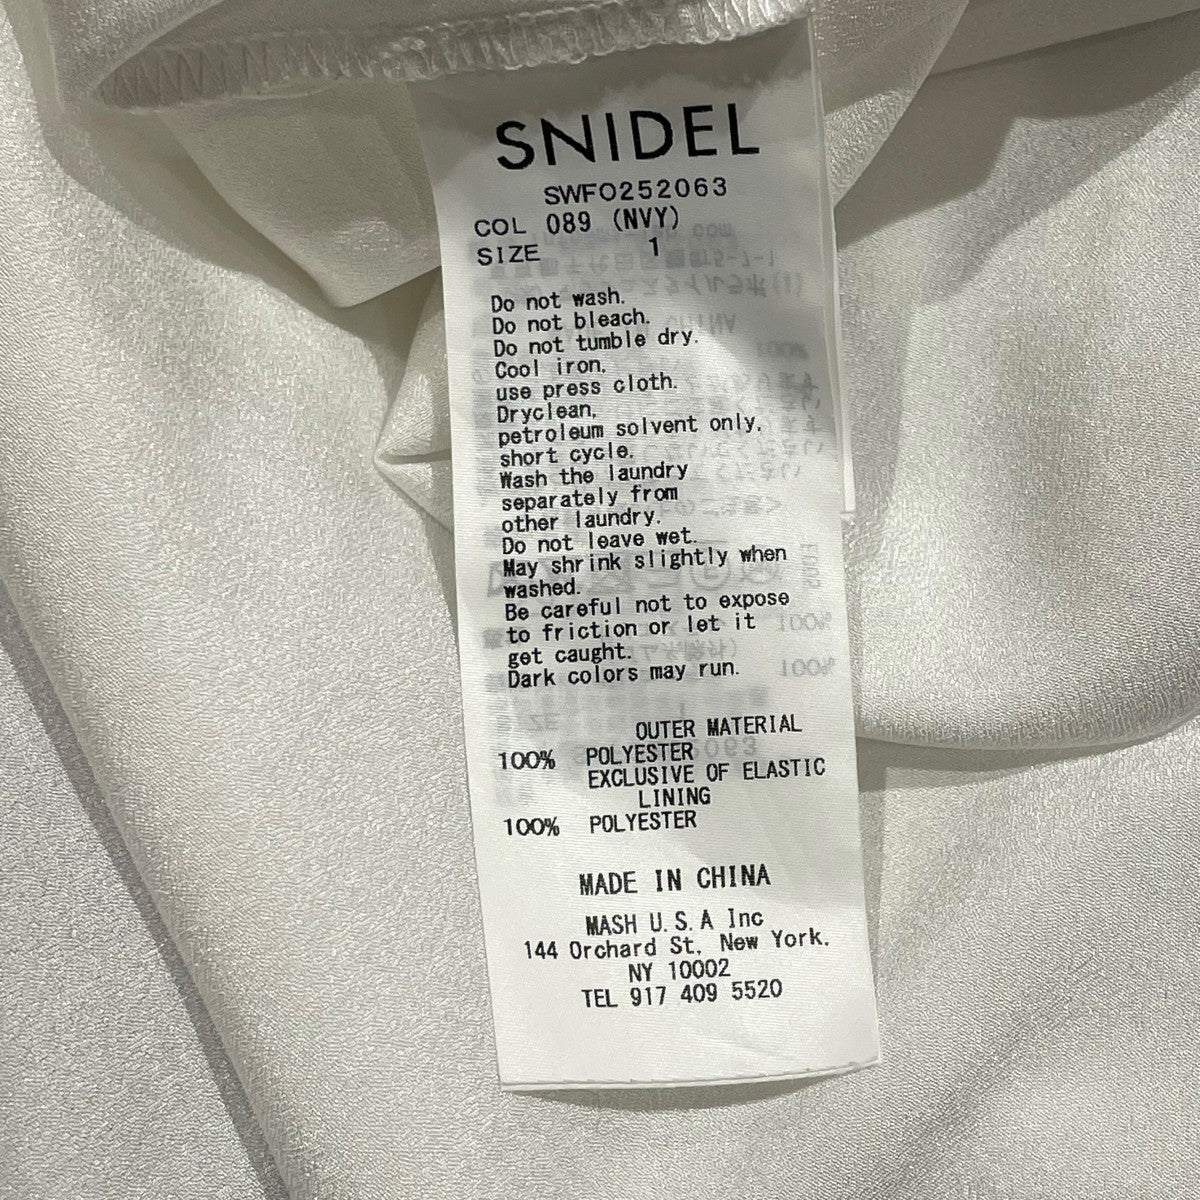 SNIDEL
SWFO252063
COL 089 (NVY)
SIZE 1
Do not wash.
Do not bleach.
Do not tumble dry.
Cool iron.
use press cloth.
Dryclean,
petroleum solvent only,
short cycle.
Wash the laundry
separately from
other laundry.
Do not leave wet.
May shrink slightly when
washed.
Be careful not to expose
to friction or let it
get caught.
Dark colors may run.
OUTER MATERIAL
100% POLYESTER
EXCLUSIVE OF ELASTIC
LINING
100% POLYESTER
MADE IN CHINA
MASH U.S.A Inc
144 Orchard St, New York.
NY 10002
TEL 917 409 5520